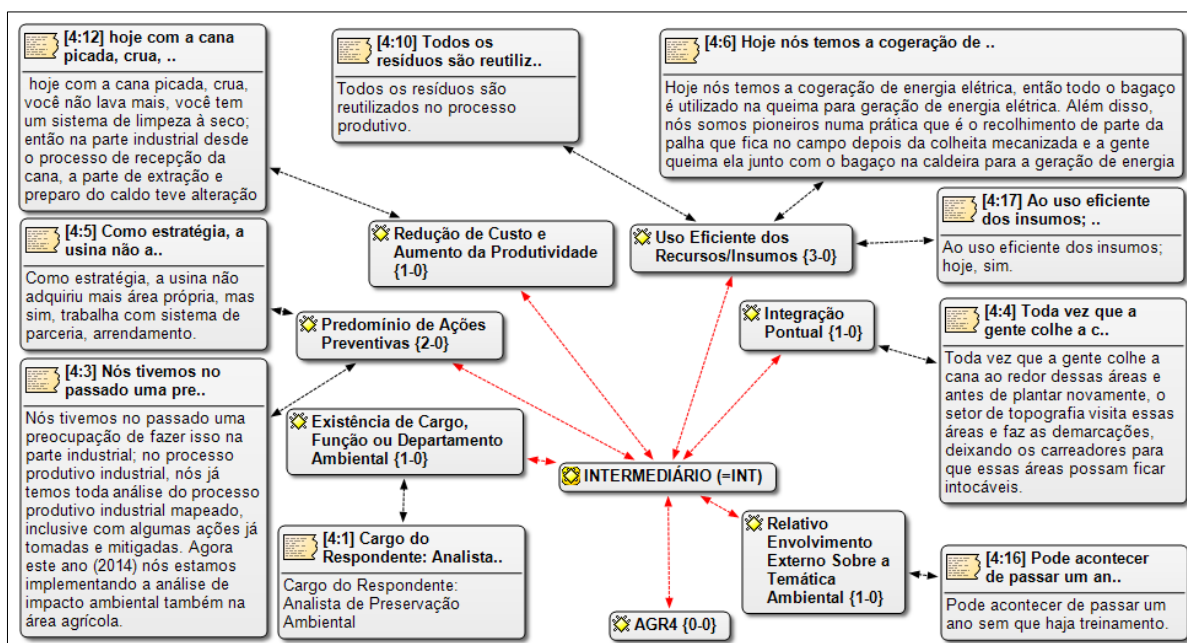 [4:12] hoje com a cana
picada, crua, ..
hoje com a cana picada, crua,
você não lava mais, você tem
um sistema de limpeza à seco;
então na parte industrial desde
o processo de recepção da
cana, a parte de extração e
preparo do caldo teve alteração
[4:10] Todos os
resíduos são reutiliz..
Todos os resíduos são
reutilizados no processo
produtivo.
[4:6] Hoje nós temos a cogeração de ..
Hoje nós temos a cogeração de energia elétrica, então todo o bagaço
é utilizado na queima para geração de energia elétrica. Além disso,
nós somos pioneiros numa prática que é o recolhimento de parte da
palha que fica no campo depois da colheita mecanizada e a gente
queima ela junto com o bagaço na caldeira para a geração de energia
[4:17] Ao uso eficiente
dos insumos; ..
Ao uso eficiente dos insumos;
hoje, sim.
Redução de Custo e
Aumento da Produtividade
{1-0}
Uso Eficiente dos
Recursos/Insumos {3-0}
[4:5] Como estratégia, a
usina não a..
Como estratégia, a usina não
adquiriu mais área própria, mas
sim, trabalha com sistema de
parceria, arrendamento.
Predomínio de Ações
Preventivas {2-0}
Integração
Pontual {1-0}
[4:4] Toda vez que a
gente colhe a c..
Toda vez que a gente colhe a
cana ao redor dessas áreas e
antes de plantar novamente, o
setor de topografia visita essas
áreas e faz as demarcações,
deixando os carreadores para
que essas áreas possam ficar
intocáveis.
[4:3] Nós tivemos no
passado uma pre..
Nós tivemos no passado uma
preocupação de fazer isso na
parte industrial; no processo
produtivo industrial, nós já
temos toda análise do processo
produtivo industrial mapeado,
inclusive com algumas ações já
tomadas e mitigadas. Agora
este ano (2014) nós estamos
implementando a análise de
impacto ambiental também na
área agrícola.
Existência de Cargo,
Função ou Departamento
Ambiental {1-0}
INTERMEDIÁRIO (=INT)
[4:1] Cargo do
Respondente: Analista..
Cargo do Respondente:
Analista de Preservação
Ambiental
AGR4 {0-0}
Relativo
Envolvimento
Externo Sobre a
Temática
Ambiental {1-0}
[4:16] Pode acontecer
de passar um an..
Pode acontecer de passar um
ano sem que haja treinamento.